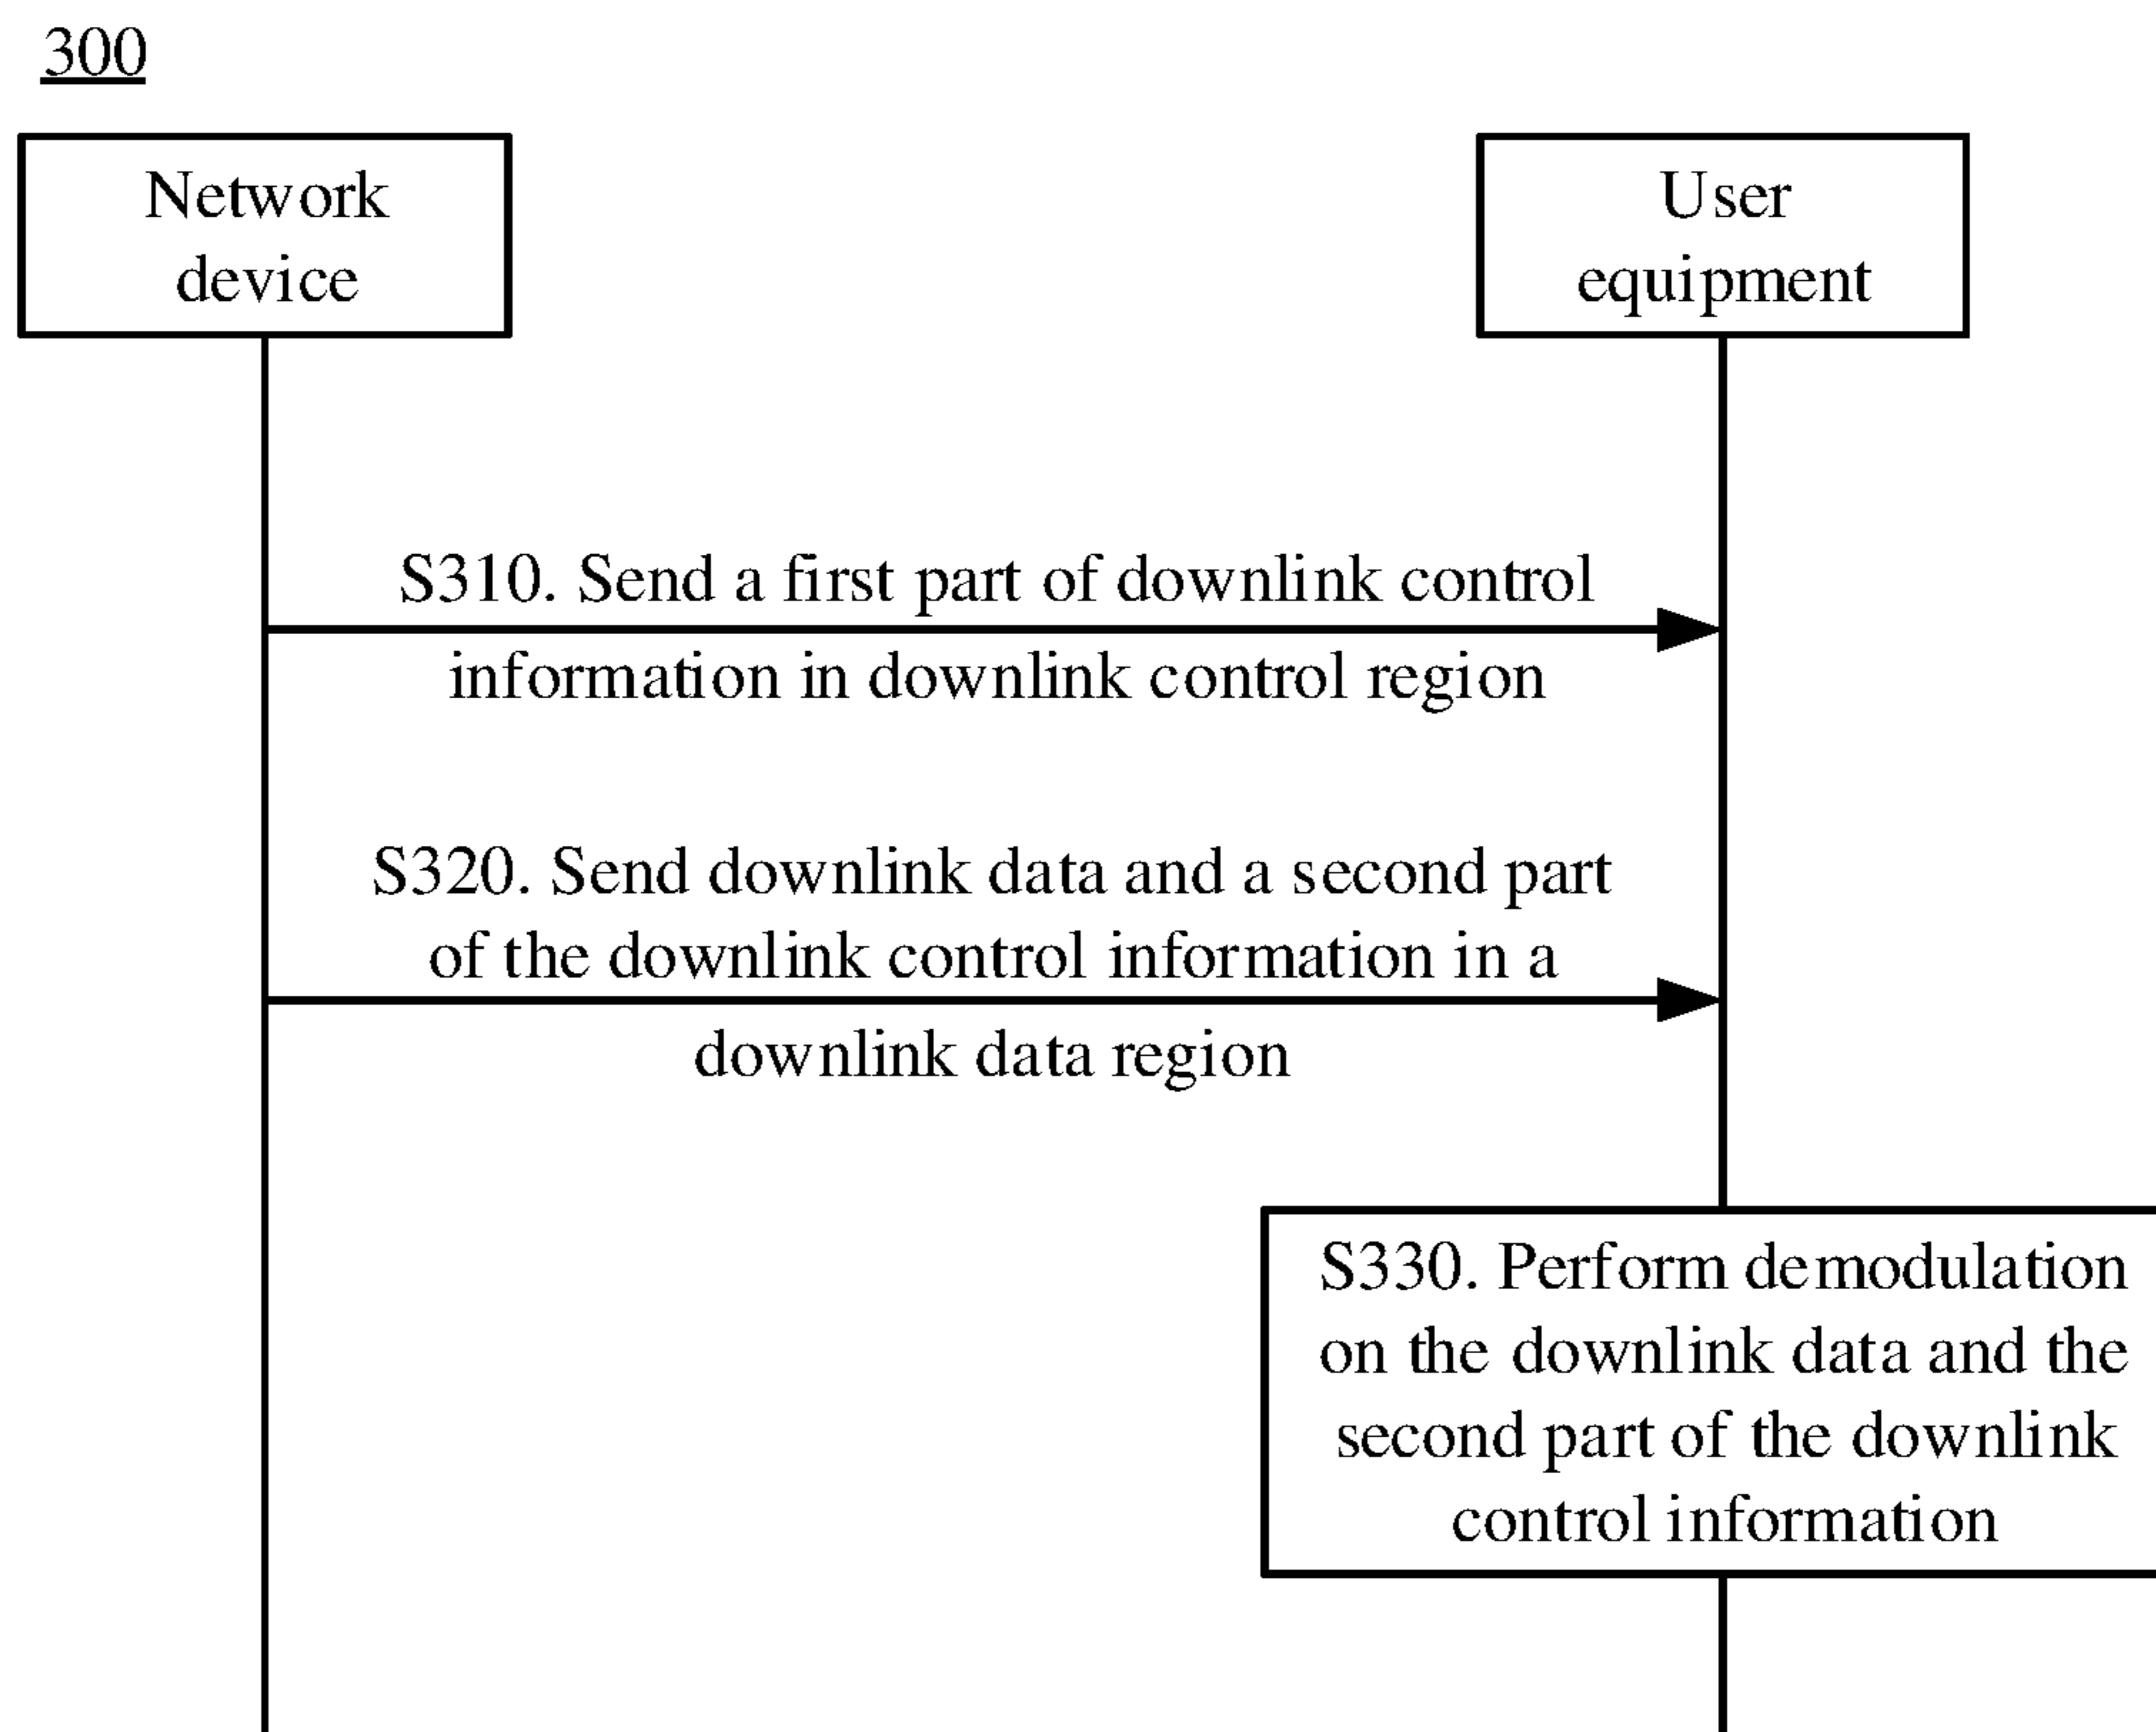 300
Network
device
User
equipment
S310. Send a first part of downlink control
information in downlink control region
S320. Send downlink data and a second part
of the downlink control information in a
downlink data region
S330. Perform demodulation
on the downlink data and the
second part of the downlink
control information